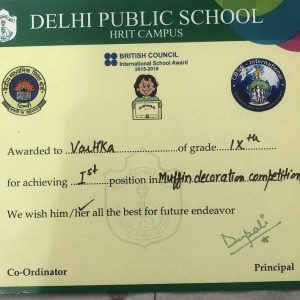 DELHI PUBLIC SCHOOL
HRIT CAMPUS
BRITISH COUNCIL
International School Award
2015-2018
Awarded to Vartika of grade IXth
for achieving Ist position in Muffin decoration competition
We wish him/her all the best for future endeavor
Dipali
Co-Ordinator Principal